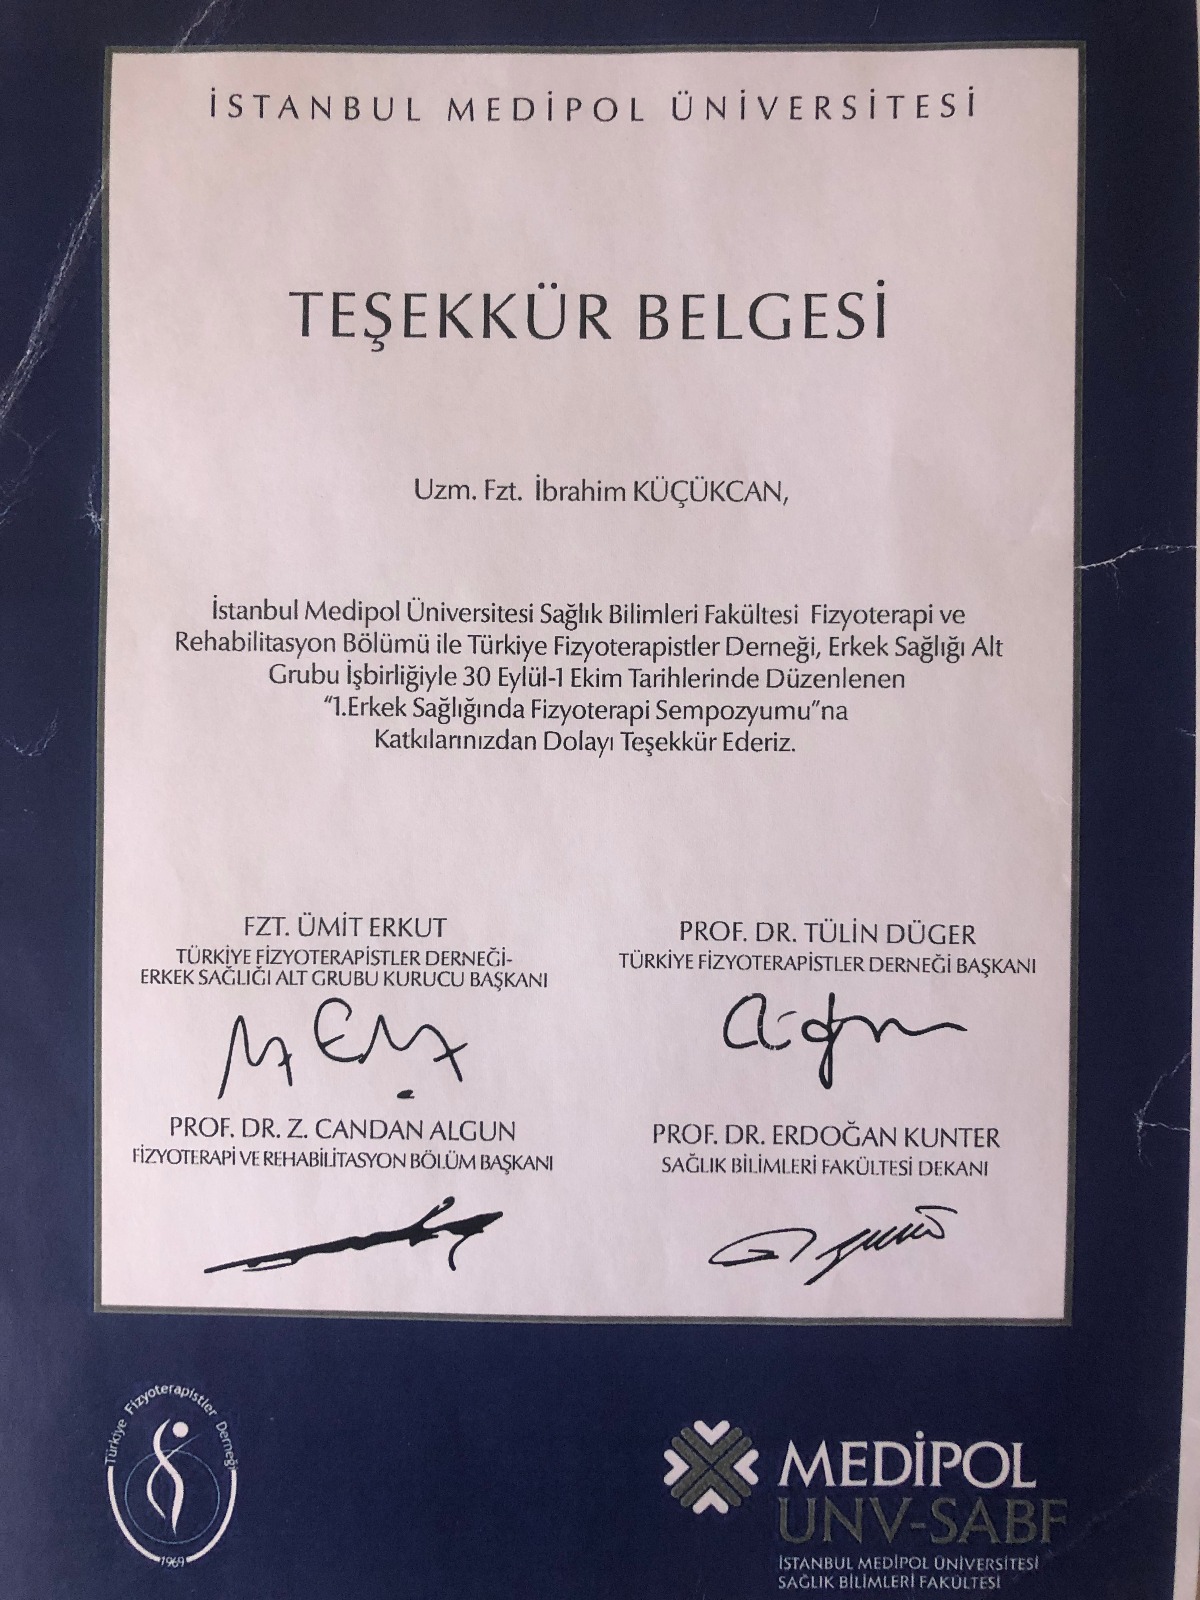 İSTANBUL MEDİPOL ÜNİVERSİTESİ
TEŞEKKÜR BELGESİ
Uzm. Fzt. İbrahim KÜÇÜKCAN,
İstanbul Medipol Üniversitesi Sağlık Bilimleri Fakültesi Fizyoterapi ve
Rehabilitasyon Bölümü ile Türkiye Fizyoterapistler Derneği, Erkek Sağlığı Alt
Grubu İşbirliğiyle 30 Eylül-1 Ekim Tarihlerinde Düzenlenen
“1.Erkek Sağlığında Fizyoterapi Sempozyumu”na
Katkılarınızdan Dolayı Teşekkür Ederiz.
FZT. ÜMİT ERKUT
TÜRKİYE FİZYOTERAPİSTLER DERNEĞİ-
ERKEK SAĞLIĞI ALT GRUBU KURUCU BAŞKANI
PROF. DR. TÜLİN DÜGER
TÜRKİYE FİZYOTERAPİSTLER DERNEĞİ BAŞKANI
PROF. DR. Z. CANDAN ALGUN
FİZYOTERAPİ VE REHABİLİTASYON BÖLÜM BAŞKANI
PROF. DR. ERDOĞAN KUNTER
SAĞLIK BİLİMLERİ FAKÜLTESİ DEKANI
Türkiye Fizyoterapistler Derneği
1969
MEDİPOL
UNV-SABF
İSTANBUL MEDİPOL ÜNİVERSİTESİ
SAĞLIK BİLİMLERİ FAKÜLTESİ